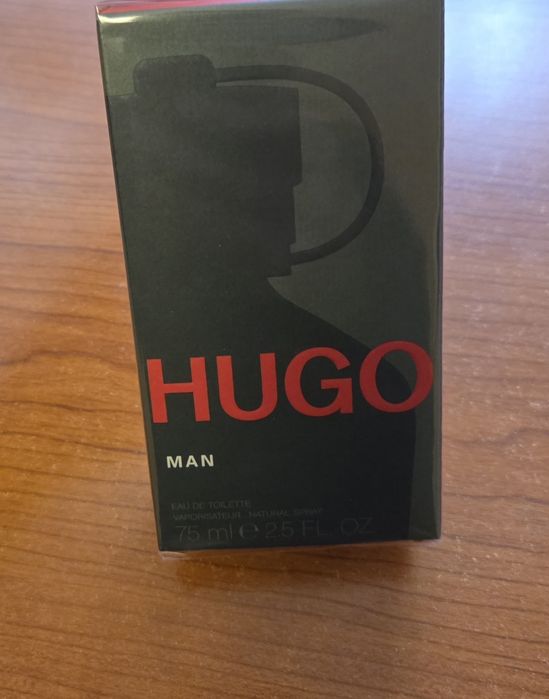 HUGO
MAN
EAU DE TOILETTE
VAPORISATEUR NATURAL SPRAY
75 ml e 2.5 FL. OZ